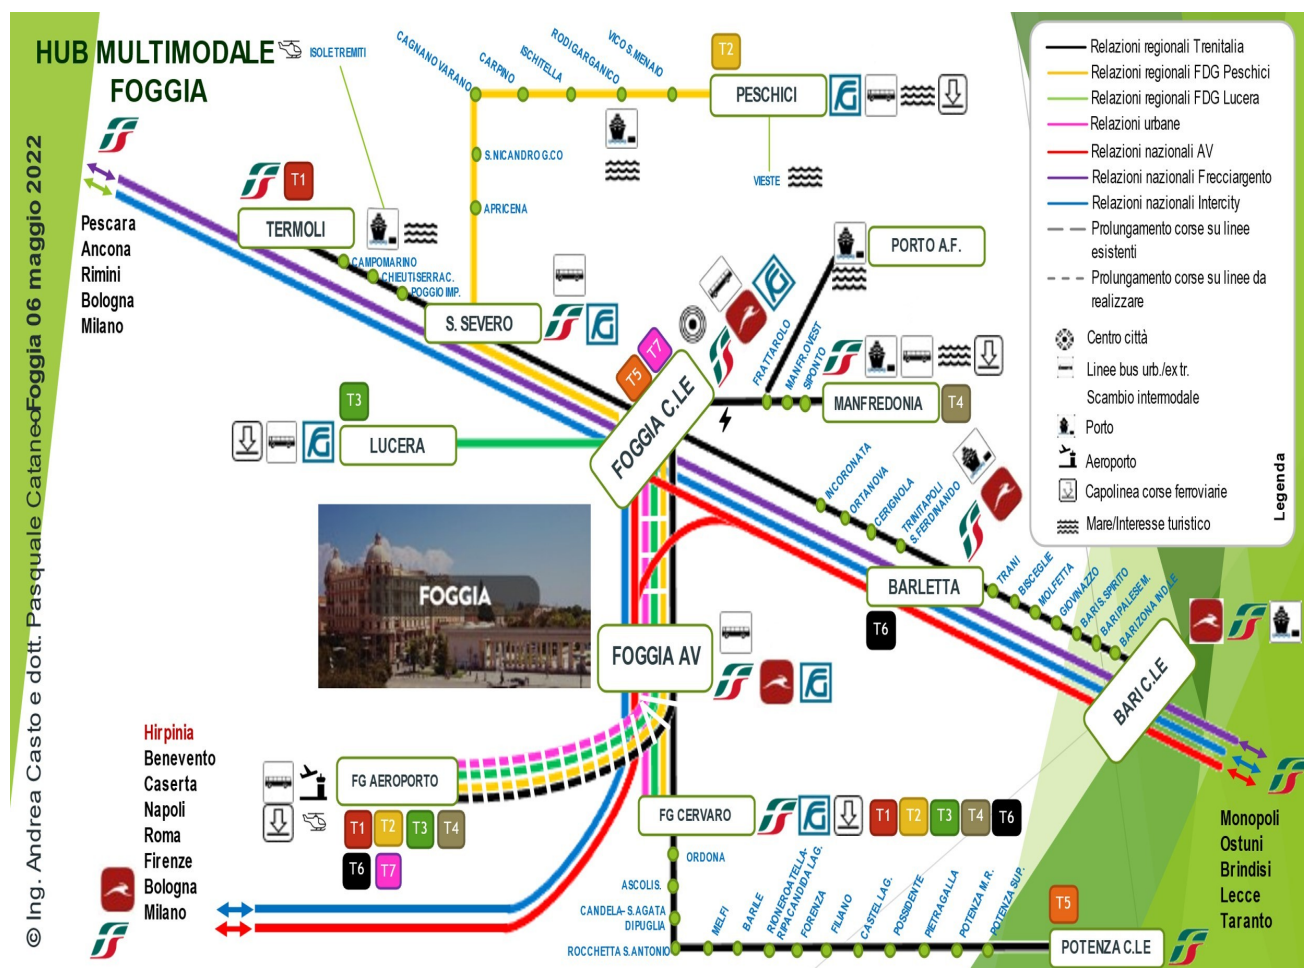 HUB MULTIMODALE
FOGGIA
© Ing. Andrea Casto e dott. Pasquale Cataneo
Foggia 06 maggio 2022
ISOLE TREMITI
CAGNANO VARANO
CARPINO
ISCHITELLA
RODI GARGANICO
VICO S. MENAIO
T2
PESCHICI
VIESTE
S.NICANDRO G.CO
APRICENA
T1
TERMOLI
CAMPOMARINO
CHIEUTI SERRAC.
POGGIO IMP.
S. SEVERO
Pescara
Ancona
Rimini
Bologna
Milano
PORTO A.F.
FRATTAROLO
MANFR.OVEST
SIPONTO
MANFREDONIA
T4
T5
T7
FOGGIA C.LE
T3
LUCERA
INCORONATA
ORTANOVA
CERIGNOLA
TRINITAPOLI
S. FERDINANDO
BARLETTA
T6
TRANI
BISCEGLIE
MOLFETTA
GIOVINAZZO
BARI S. SPIRITO
BARI PALESE M.
BARI ZONA IND.LE
BARI C.LE
Monopoli
Ostuni
Brindisi
Lecce
Taranto
FOGGIA
FOGGIA AV
Hirpinia
Benevento
Caserta
Napoli
Roma
Firenze
Bologna
Milano
FG AEROPORTO
T1
T2
T3
T4
T6
T7
FG CERVARO
T1
T2
T3
T4
T6
ORDONA
ASCOLI S.
CANDELA- S.AGATA
DI PUGLIA
ROCCHETTA S. ANTONIO
MELFI
BARILE
RIONERO ATELLA-
RIPACANDIDA LAG.
FORENZA
FILIANO
CASTEL LAG.
POSSIDENTE
PIETRAGALLA
POTENZA M.R.
POTENZA SUP.
T5
POTENZA C.LE
Relazioni regionali Trenitalia
Relazioni regionali FDG Peschici
Relazioni regionali FDG Lucera
Relazioni urbane
Relazioni nazionali AV
Relazioni nazionali Frecciargento
Relazioni nazionali Intercity
Prolungamento corse su linee
esistenti
Prolungamento corse su linee da
realizzare
Centro città
Linee bus urb./extr.
Scambio intermodale
Porto
Aeroporto
Capolinea corse ferroviarie
Mare/Interesse turistico
Legenda